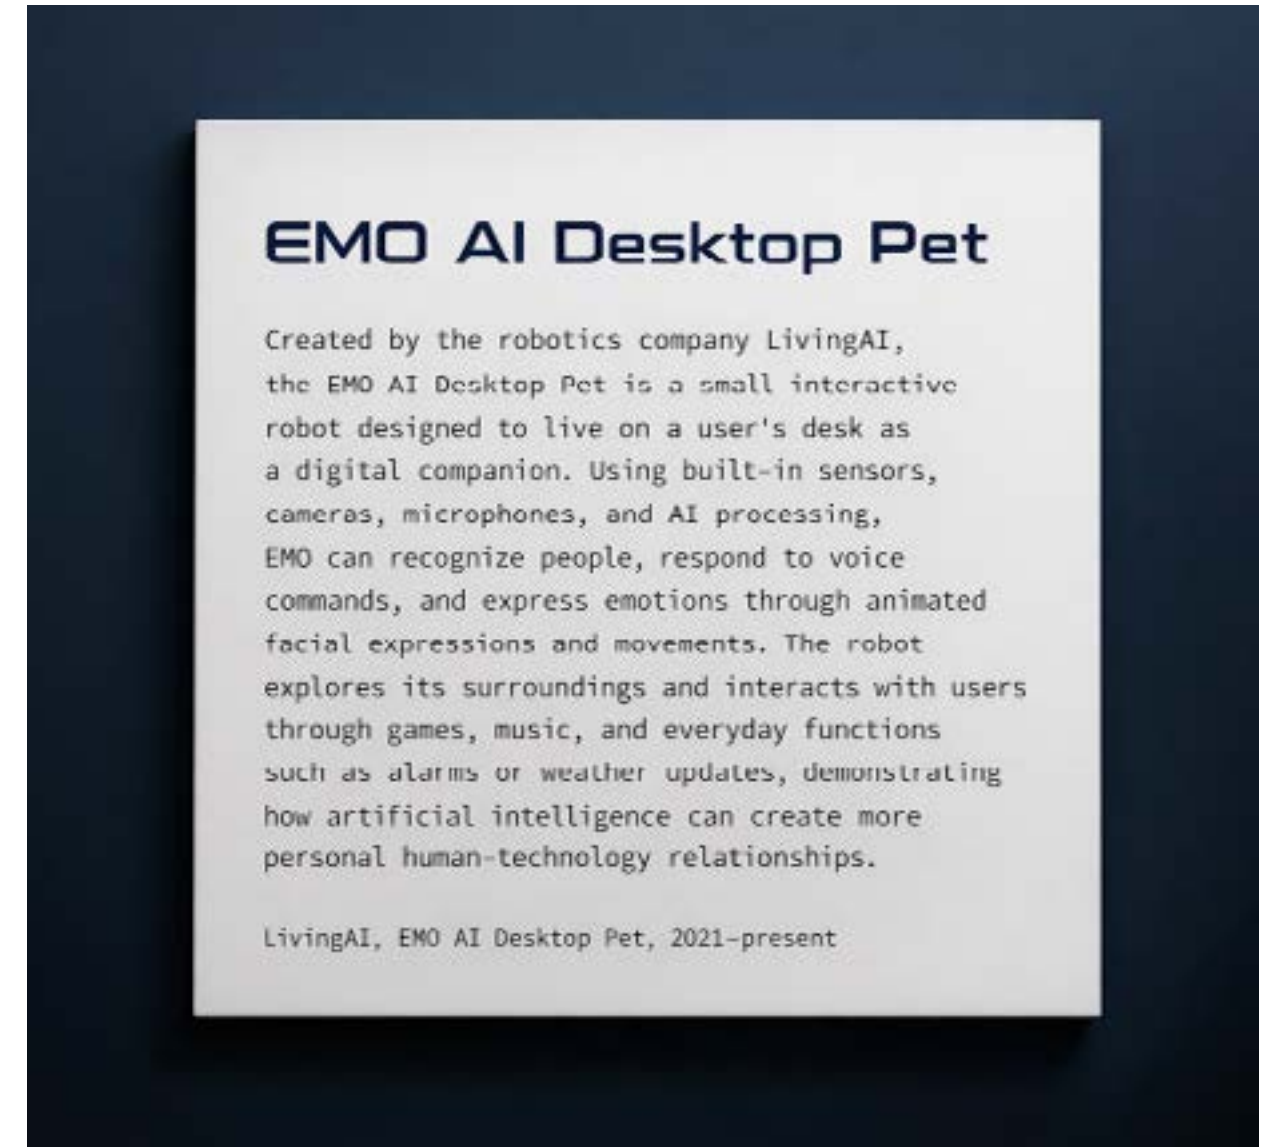 EMO AI Desktop Pet
Created by the robotics company LivingAI,
the EMO AI Desktop Pet is a small interactive
robot designed to live on a user's desk as
a digital companion. Using built-in sensors,
cameras, microphones, and AI processing,
EMO can recognize people, respond to voice
commands, and express emotions through animated
facial expressions and movements. The robot
explores its surroundings and interacts with users
through games, music, and everyday functions
such as alarms or weather updates, demonstrating
how artificial intelligence can create more
personal human-technology relationships.
LivingAI, EMO AI Desktop Pet, 2021–present